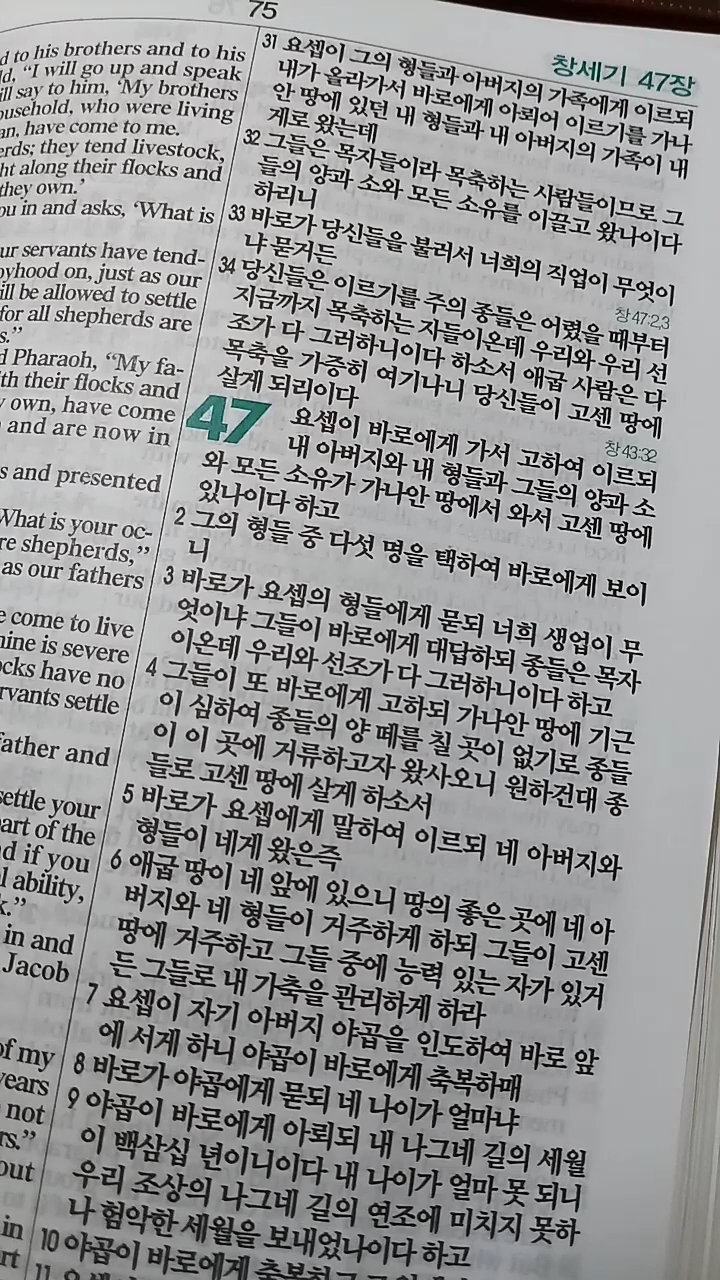 75
d to his brothers and to his
d, “I will go up and speak
ill say to him, ‘My brothers
ousehold, who were living
an, have come to me.
erds; they tend livestock,
ht along their flocks and
they own.’
ou in and asks, ‘What is
ur servants have tend-
oyhood on, just as our
ill be allowed to settle
for all shepherds are
s.”
d Pharaoh, “My fa-
th their flocks and
y own, have come
and are now in
s and presented
What is your oc-
re shepherds,”
as our fathers
e come to live
nine is severe
ocks have no
rvants settle
father and
settle your
art of the
nd if you
l ability,
k.”
in and
Jacob
of my
years
not
rs.”
out
in
rt
창세기 47장
31 요셉이 그의 형들과 아버지의 가족에게 이르되
내가 올라가서 바로에게 아뢰어 이르기를 가나
안 땅에 있던 내 형들과 내 아버지의 가족이 내
게로 왔는데
32 그들은 목자들이라 목축하는 사람들이므로 그
들의 양과 소와 모든 소유를 이끌고 왔나이다
하리니
33 바로가 당신들을 불러서 너희의 직업이 무엇이
냐 묻거든
창 47:2,3
34 당신들은 이르기를 주의 종들은 어렸을 때부터
지금까지 목축하는 자들이온데 우리와 우리 선
조가 다 그러하니이다 하소서 애굽 사람은 다
목축을 가증히 여기나니 당신들이 고센 땅에
살게 되리이다
창 43:32
47 요셉이 바로에게 가서 고하여 이르되
내 아버지와 내 형들과 그들의 양과 소
와 모든 소유가 가나안 땅에서 와서 고센 땅에
있나이다 하고
2 그의 형들 중 다섯 명을 택하여 바로에게 보이
니
3 바로가 요셉의 형들에게 묻되 너희 생업이 무
엇이냐 그들이 바로에게 대답하되 종들은 목자
이온데 우리와 선조가 다 그러하니이다 하고
4 그들이 또 바로에게 고하되 가나안 땅에 기근
이 심하여 종들의 양 떼를 칠 곳이 없기로 종들
이 이 곳에 거류하고자 왔사오니 원하건대 종
들로 고센 땅에 살게 하소서
5 바로가 요셉에게 말하여 이르되 네 아버지와
형들이 네게 왔은즉
6 애굽 땅이 네 앞에 있으니 땅의 좋은 곳에 네 아
버지와 네 형들이 거주하게 하되 그들이 고센
땅에 거주하고 그들 중에 능력 있는 자가 있거
든 그들로 내 가축을 관리하게 하라
7 요셉이 자기 아버지 야곱을 인도하여 바로 앞
에 서게 하니 야곱이 바로에게 축복하매
8 바로가 야곱에게 묻되 네 나이가 얼마냐
9 야곱이 바로에게 아뢰되 내 나그네 길의 세월
이 백삼십 년이니이다 내 나이가 얼마 못 되니
우리 조상의 나그네 길의 연조에 미치지 못하
나 험악한 세월을 보내었나이다 하고
10 야곱이 바로에게 축복하고
11